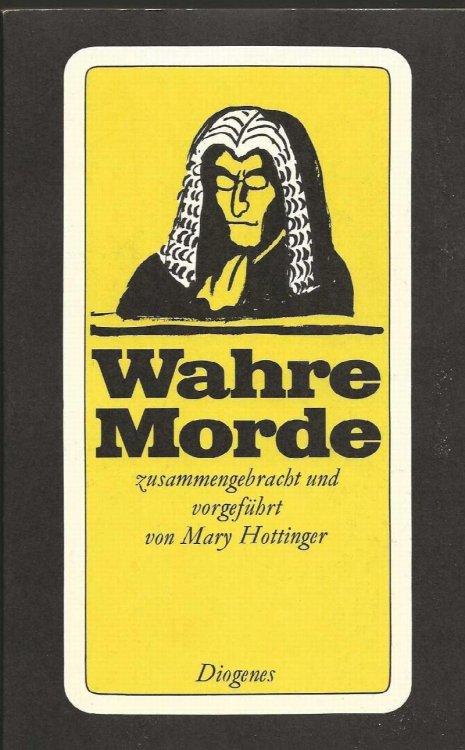 Wahre
Morde
zusammengebracht und
vorgeführt
von Mary Hottinger
Diogenes